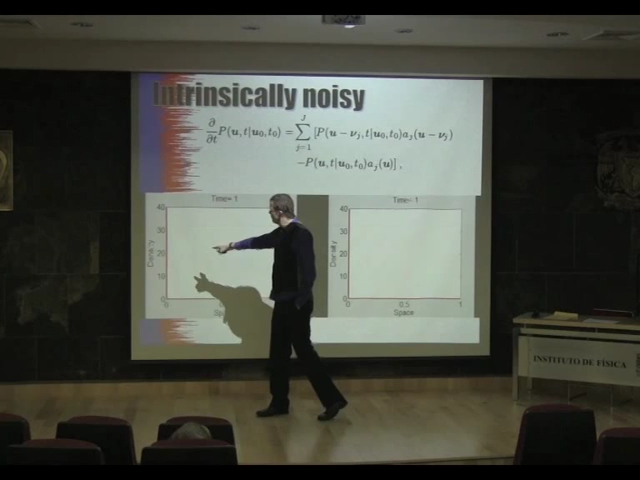 Intrinsically noisy
∂/∂t P(u, t|u₀, t₀) = ∑_{j=1}^{J} [P(u − ν_j, t|u₀, t₀)a_j(u − ν_j)
−P(u, t|u₀, t₀)a_j(u)] ,
Time= 1
Density
40
30
20
10
0
0
Time= 1
Density
40
30
20
10
0
0 0.5 1
Space
INSTITUTO DE FÍSICA